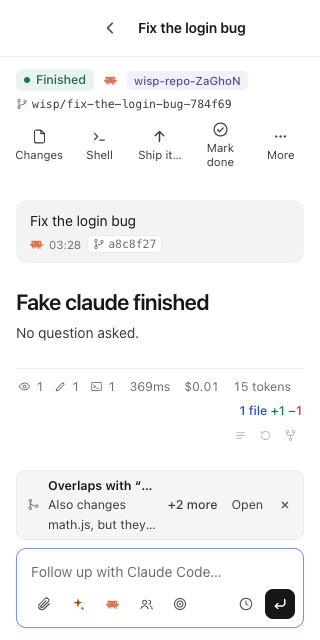 Fix the login bug
Finished
wisp-repo-ZaGhoN
wisp/fix-the-login-bug-784f69
Changes
Shell
Ship it...
Mark
done
More
Fix the login bug
03:28
a8c8f27
Fake claude finished
No question asked.
1 1 1 369ms $0.01 15 tokens
1 file +1 −1
Overlaps with “…
Also changes
math.js, but they…
+2 more
Open
×
Follow up with Claude Code…